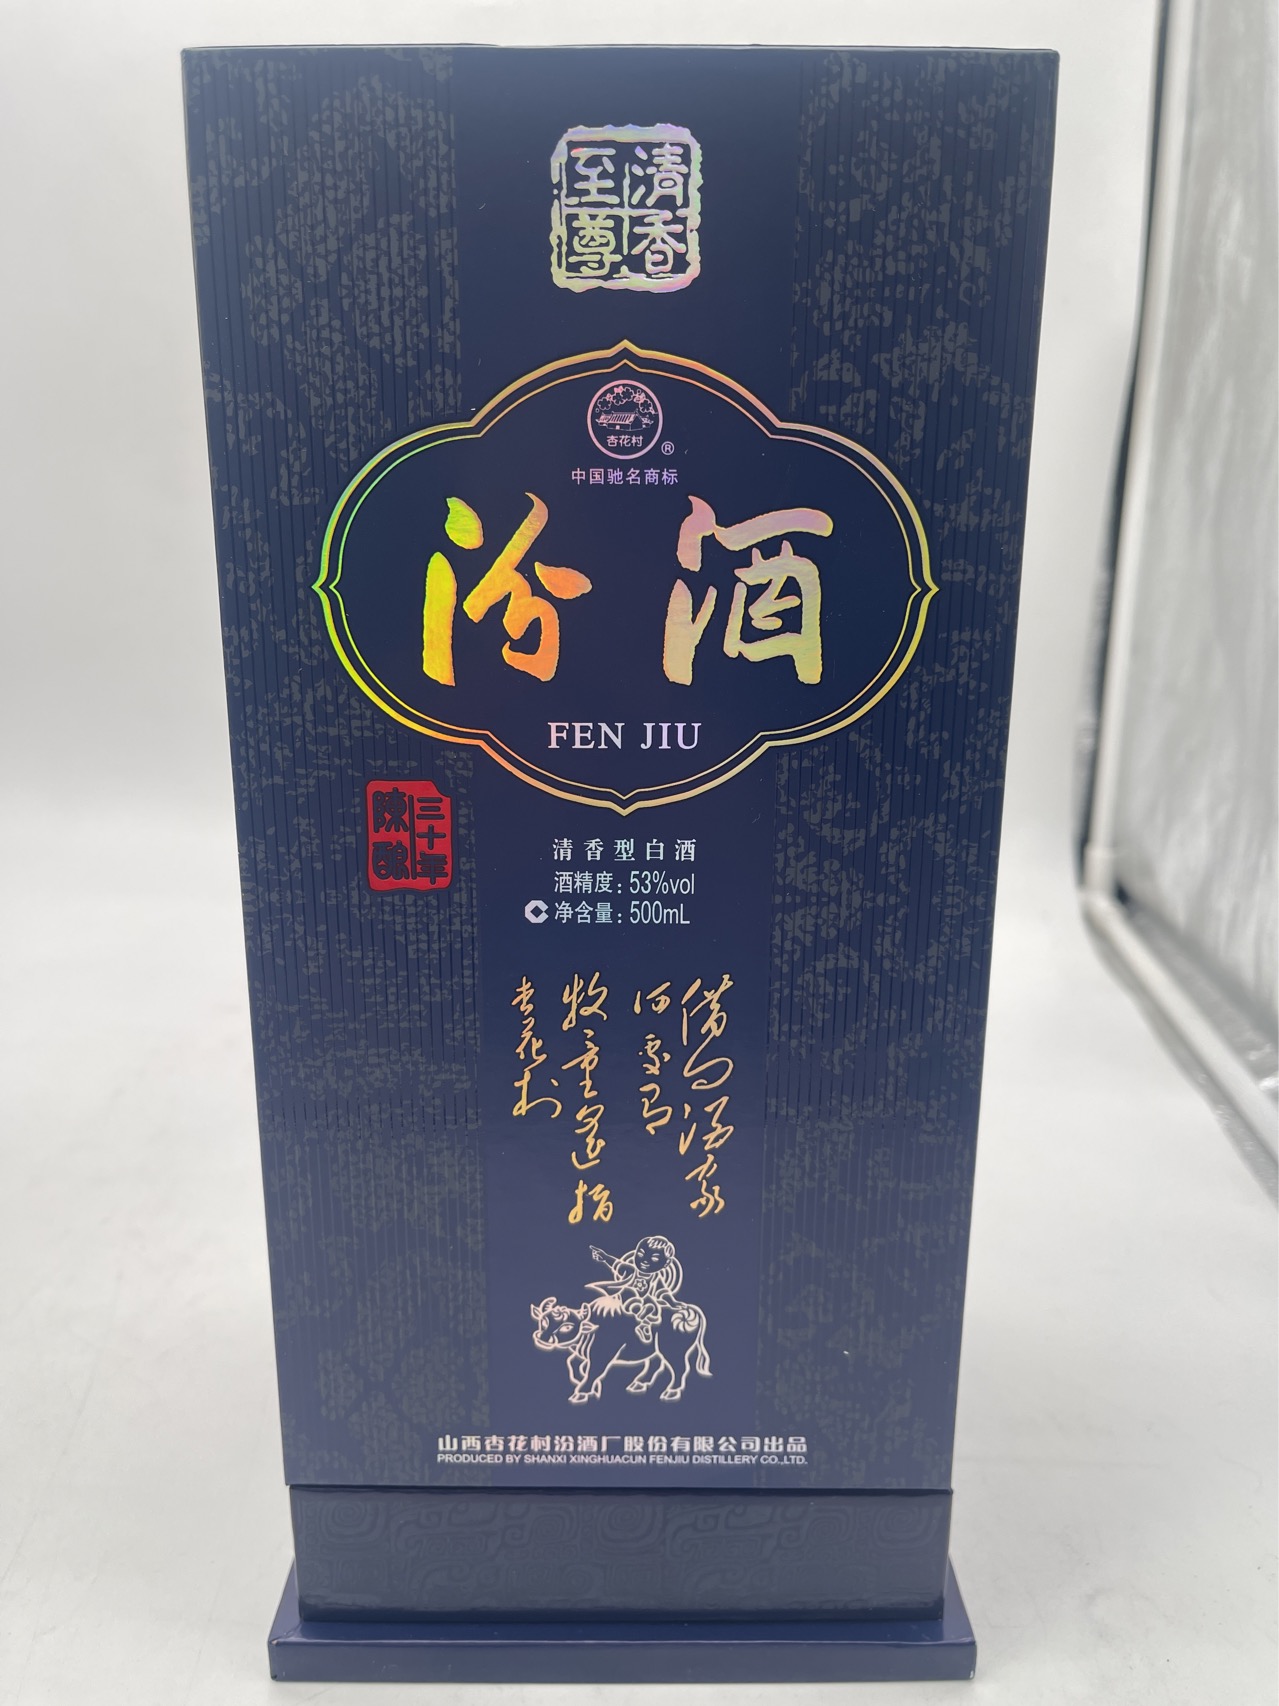 清香
至尊
杏花村
®
中国驰名商标
汾酒
FEN JIU
三十年
陳釀
清香型白酒
酒精度：53%vol
净含量：500mL
借问酒家
何处有
牧童遥指
杏花村
山西杏花村汾酒厂股份有限公司出品
PRODUCED BY SHANXI XINGHUACUN FENJIU DISTILLERY CO.,LTD.